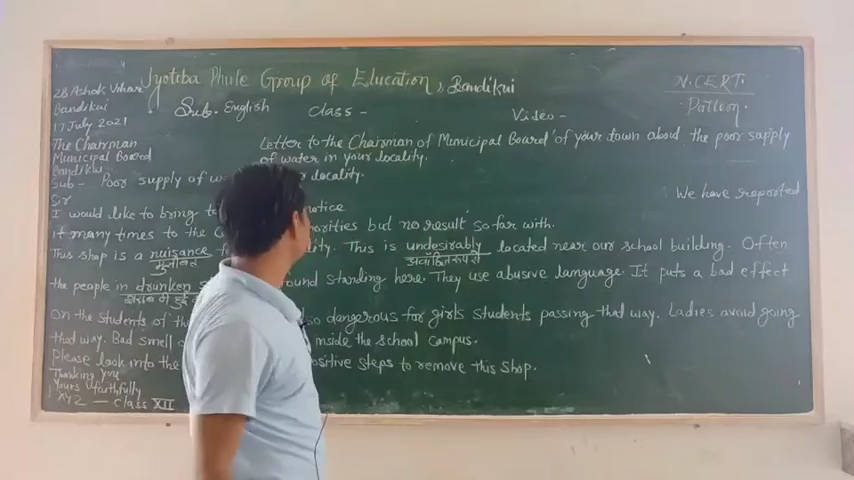 Jyoteba Phule Group of Education, Bandikui
N.CERT.
28 Ashok Vihar
Sub. English class - Video -
Pattern
Bandikui
17 July 2021
Letter to the Chairman of Municipal Board of your town about the poor supply
The Chairman
of water in your locality.
Municipal Board
Bandikui
Sub- Poor supply of locality.
Sir
We have reported
I would like to bring notice
it many times to the authorities but no result so far with.
This shop is a nuisance This is undesirably located near our school building. Often
मुसीबत अवांछित रूप से
the people in drunken standing here. They use abusive language. It puts a bad effect
on the students of dangerous for girls students passing that way. Ladies avoid going
that way. Bad smell inside the school campus.
Please look into the positive steps to remove this shop.
Thanking you
Yours faithfully
XYZ - class XII